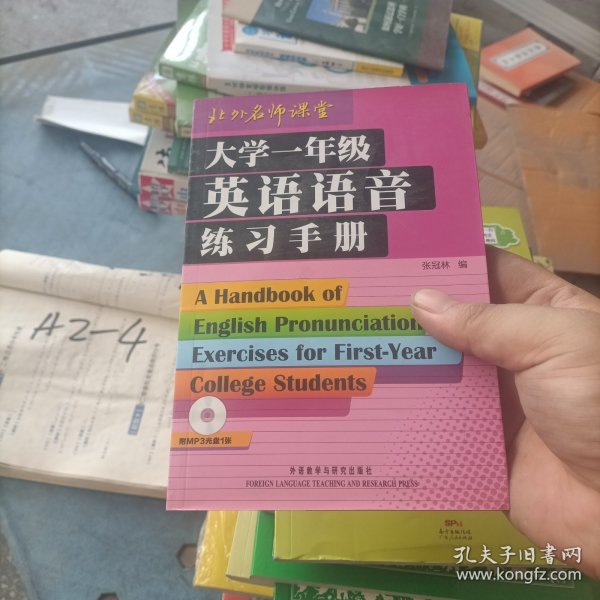 北外名师课堂
大学一年级
英语语音
练习手册
张冠林 编
A Handbook of
English Pronunciation
Exercises for First-Year
College Students
附MP3光盘1张
外语教学与研究出版社
FOREIGN LANGUAGE TEACHING AND RESEARCH PRESS
A2-4
孔夫子旧书网
www.kongfz.com